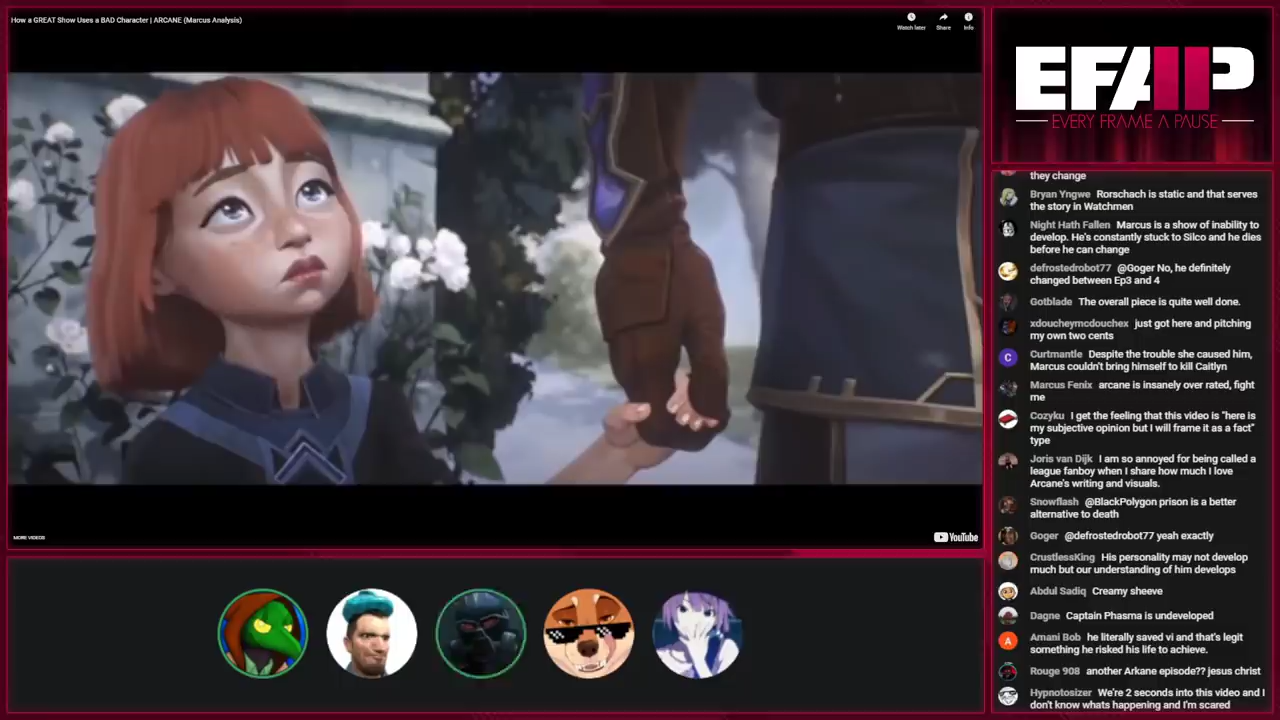 How a GREAT Show Uses a BAD Character | ARCANE (Marcus Analysis)
Watch later
Share
Info
MORE VIDEOS
YouTube
EFAP
EVERY FRAME A PAUSE
they change
Bryan Yngwe Rorschach is static and that serves
the story in Watchmen
Night Hath Fallen Marcus is a show of inability to
develop. He's constantly stuck to Silco and he dies
before he can change
defrostedrobot77 @Goger No, he definitely
changed between Ep3 and 4
Gotblade The overall piece is quite well done.
xdoucheymcdouchex just got here and pitching
my own two cents
C
Curtmantle Despite the trouble she caused him,
Marcus couldn't bring himself to kill Caitlyn
Marcus Fenix arcane is insanely over rated, fight
me
Cozyku I get the feeling that this video is "here is
my subjective opinion but I will frame it as a fact"
type
Joris van Dijk I am so annoyed for being called a
league fanboy when I share how much I love
Arcane's writing and visuals.
Snowflash @BlackPolygon prison is a better
alternative to death
Goger @defrostedrobot77 yeah exactly
CrustlessKing His personality may not develop
much but our understanding of him develops
Abdul Sadiq Creamy sheeve
Dagne Captain Phasma is undeveloped
A
Amani Bob he literally saved vi and that's legit
something he risked his life to achieve.
Rouge 908 another Arkane episode?? jesus christ
Hypnotosizer We're 2 seconds into this video and I
don't know whats happening and I'm scared